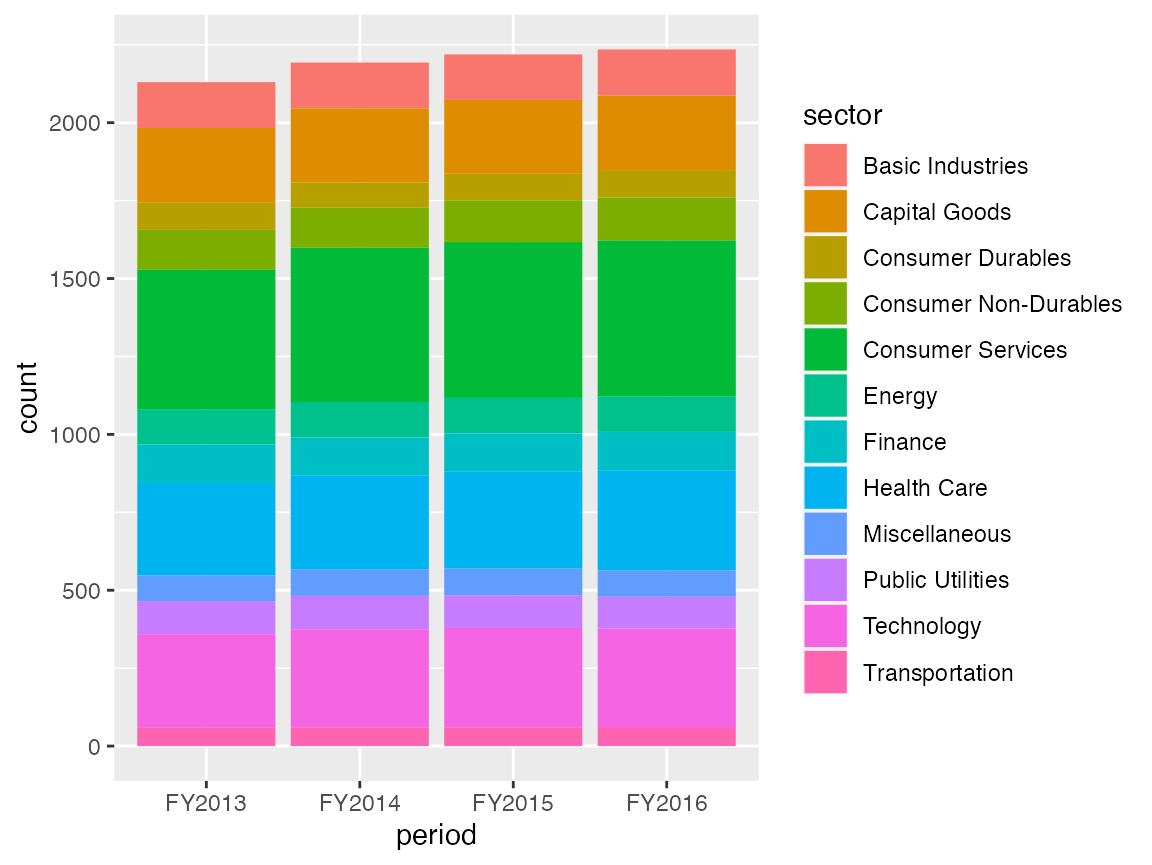 2000
1500
1000
500
0
count
FY2013 FY2014 FY2015 FY2016
period
sector
Basic Industries
Capital Goods
Consumer Durables
Consumer Non-Durables
Consumer Services
Energy
Finance
Health Care
Miscellaneous
Public Utilities
Technology
Transportation